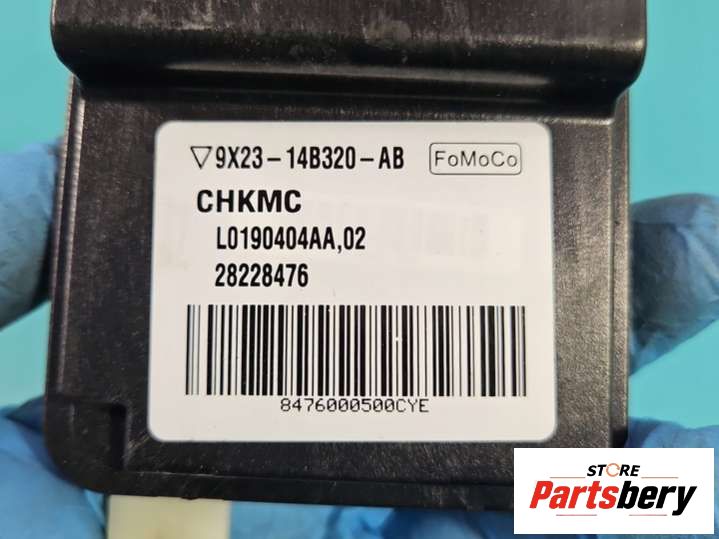 ▽9X23-14B320-AB FoMoCo
CHKMC
L0190404AA,02
28228476
8476000500CYE
STORE
Partsbery